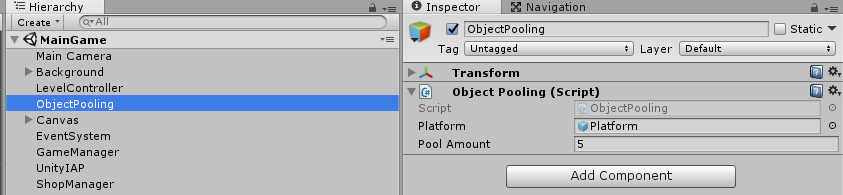 Hierarchy
Create
All
MainGame
Main Camera
Background
LevelController
ObjectPooling
Canvas
EventSystem
GameManager
UnityIAP
ShopManager
Inspector
Navigation
ObjectPooling
Static
Tag
Untagged
Layer
Default
Transform
Object Pooling (Script)
Script
ObjectPooling
Platform
Platform
Pool Amount
5
Add Component